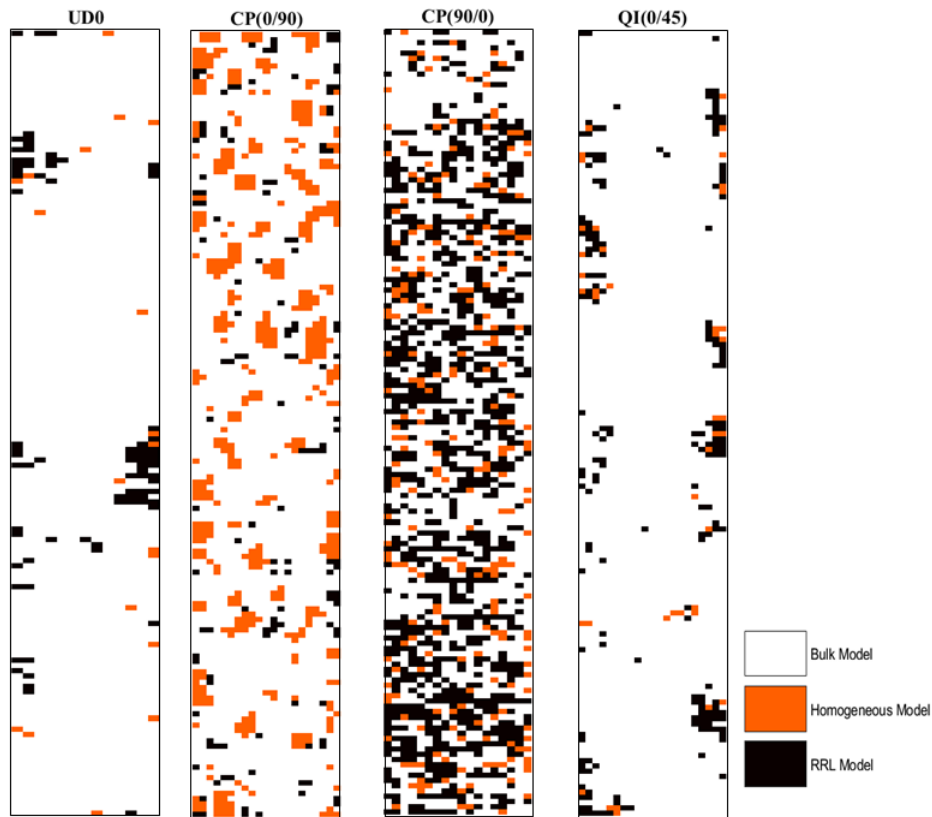 UD0
CP(0/90)
CP(90/0)
QI(0/45)
Bulk Model
Homogeneous Model
RRL Model